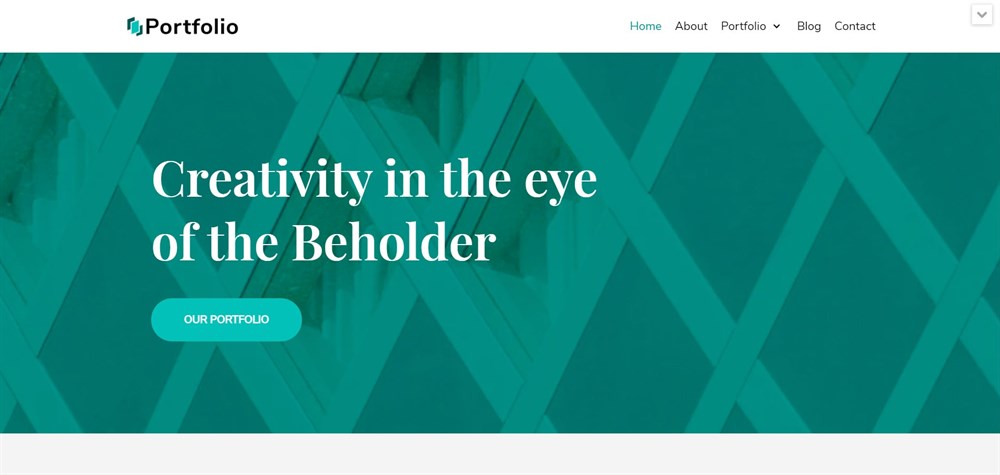 Portfolio
Home About Portfolio Blog Contact
Creativity in the eye
of the Beholder
OUR PORTFOLIO